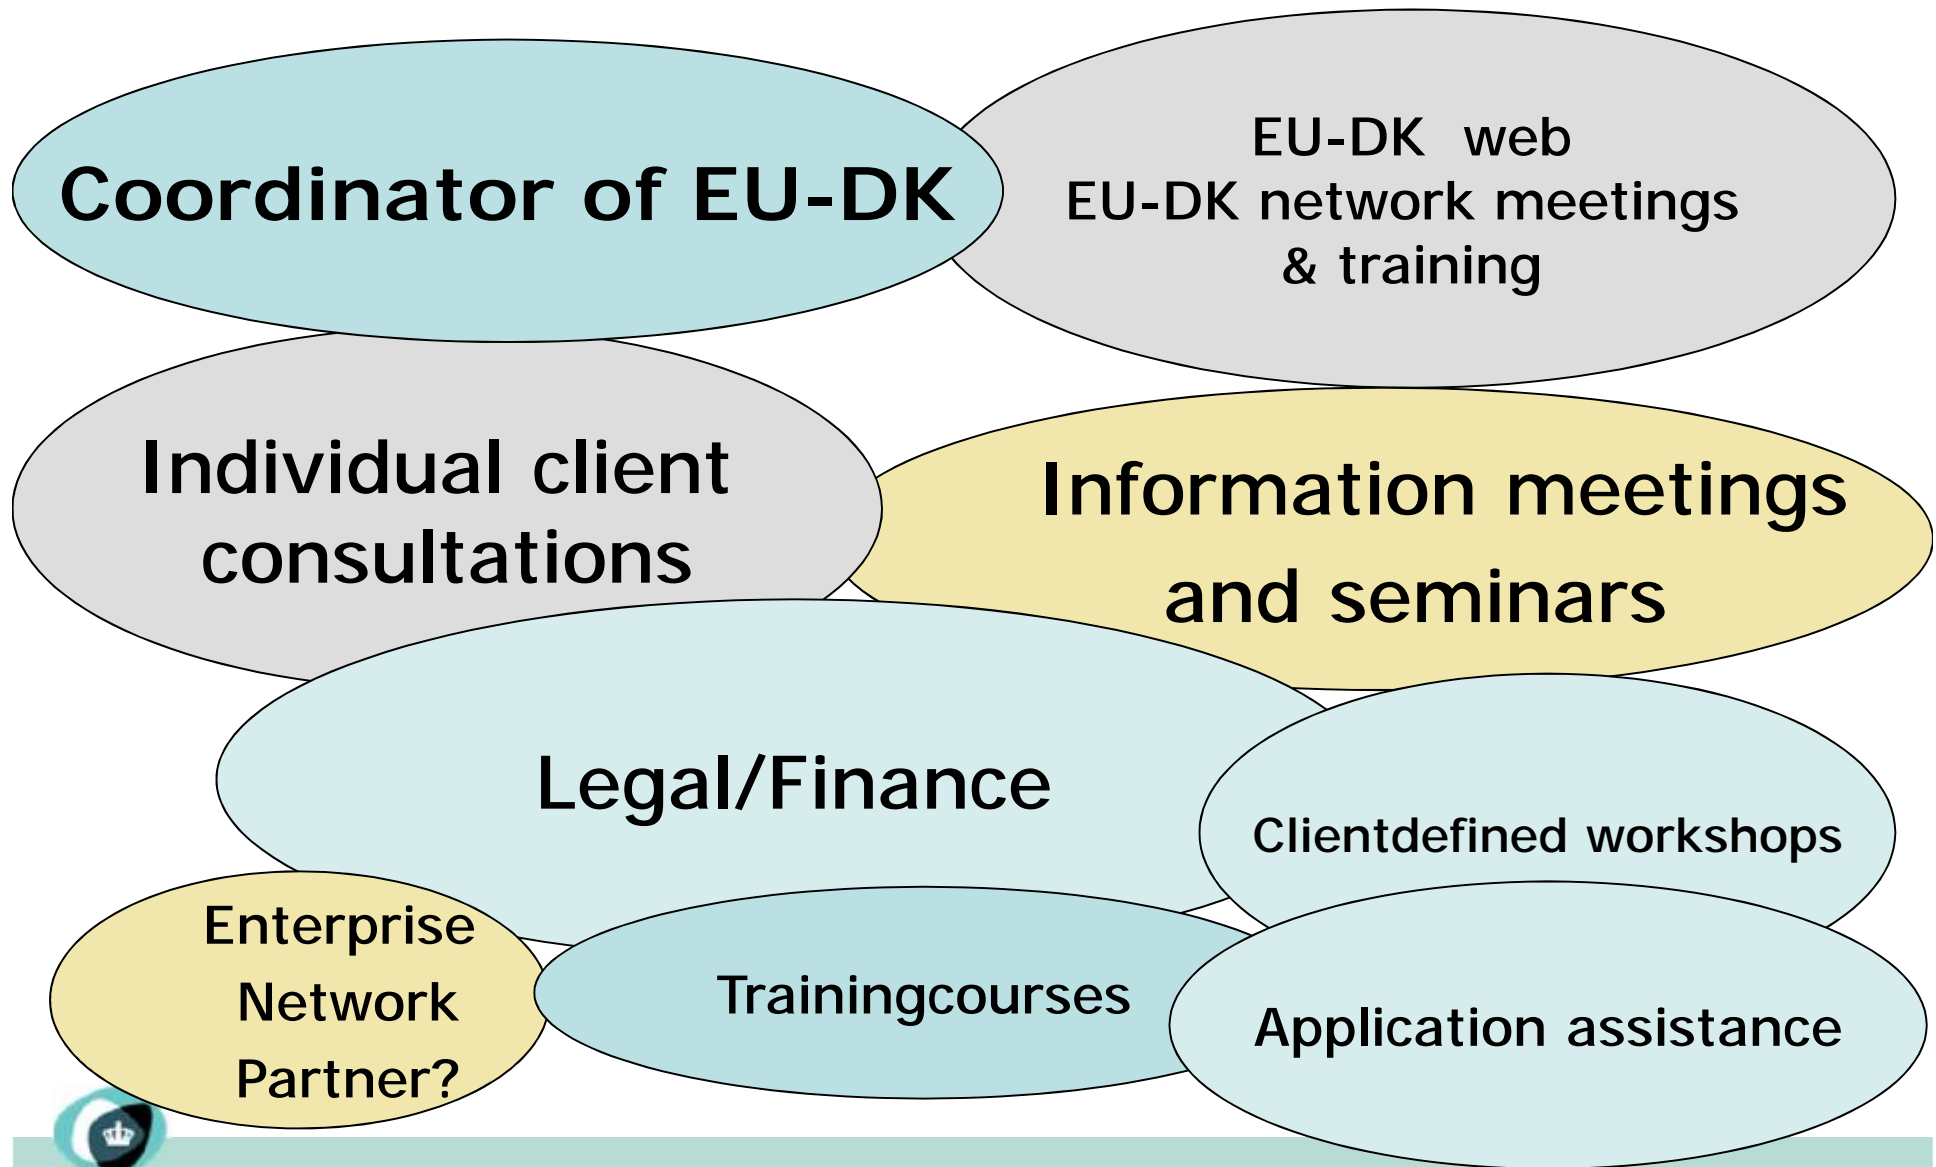 Coordinator of EU-DK
EU-DK web
EU-DK network meetings
& training
Individual client
consultations
Information meetings
and seminars
Legal/Finance
Clientdefined workshops
Enterprise
Network
Partner?
Trainingcourses
Application assistance